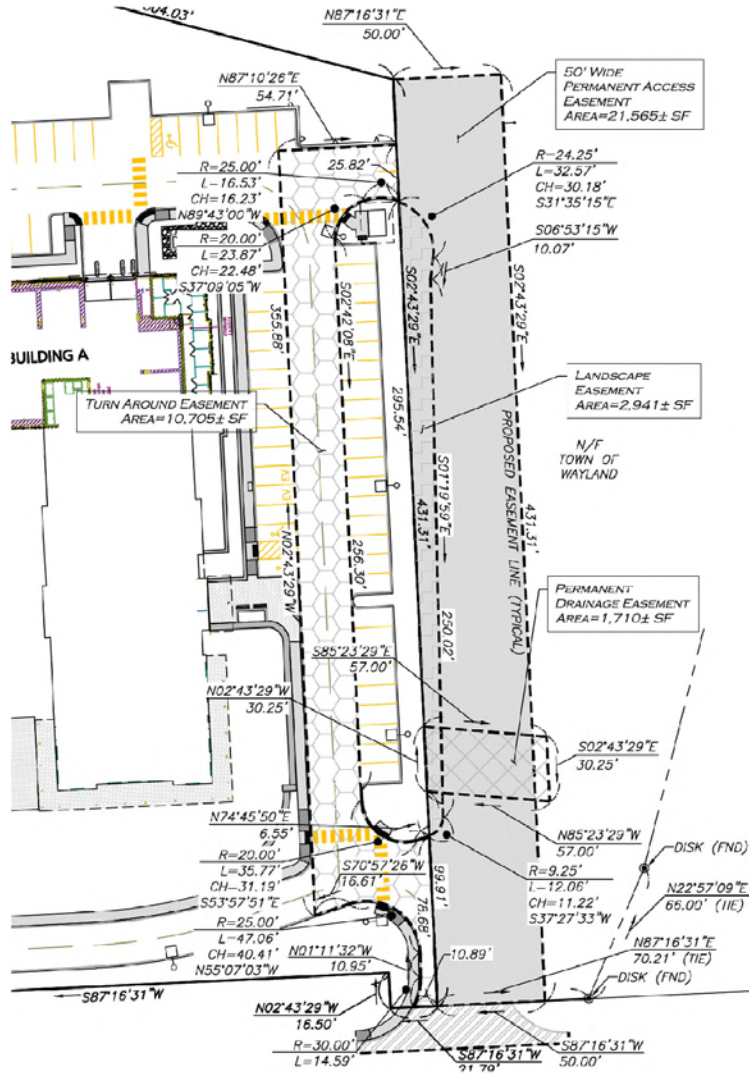 504.03'
N87°16'31"E
50.00'
N87°10'26"E
54.71'
50' WIDE
PERMANENT ACCESS
EASEMENT
AREA=21,565± SF
R=25.00'
L=16.53'
CH=16.23'
N89°43'00"W
25.82'
R=24.25'
L=32.57'
CH=30.18'
S31°35'15"E
R=20.00'
L=23.87'
CH=22.48'
S37°09'05"W
S06°53'15"W
10.07'
S02°42'08"E
S02°43'29"E
S02°43'29"E
355.88'
BUILDING A
TURN AROUND EASEMENT
AREA=10,705± SF
295.54'
LANDSCAPE
EASEMENT
AREA=2,941± SF
N/F
TOWN OF
WAYLAND
PROPOSED EASEMENT LINE (TYPICAL)
S01°19'59"E
431.31'
431.31'
EV EV
N02°43'29"W
256.30'
250.02'
PERMANENT
DRAINAGE EASEMENT
AREA=1,710± SF
S85°23'29"E
57.00'
N02°43'29"W
30.25'
S02°43'29"E
30.25'
N74°45'50"E
6.55'
N85°23'29"W
57.00'
R=20.00'
L=35.77'
CH=31.19'
S53°57'51"E
S70°57'26"W
16.61'
99.91'
78.68'
R=9.25'
L=12.06'
CH=11.22'
S37°27'33"W
DISK (FND)
N22°57'09"E
66.00' (TIE)
R=25.00'
L=47.06'
CH=40.41'
N55°07'03"W
N01°11'32"W
10.95'
10.89'
N87°16'31"E
70.21' (TIE)
DISK (FND)
S87°16'31"W
N02°43'29"W
16.50'
R=30.00'
L=14.59'
S87°16'31"W
21.79'
S87°16'31"W
50.00'